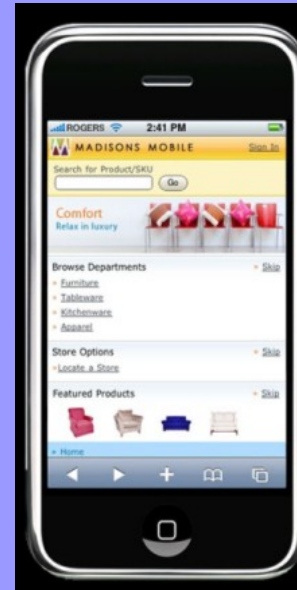 ROGERS 2:41 PM
MADISONS MOBILE Sign In
Search for Product/SKU
Go
Comfort
Relax in luxury
Browse Departments Skip
Furniture
Tableware
Kitchenware
Apparel
Store Options Skip
Locate a Store
Featured Products Skip
Home